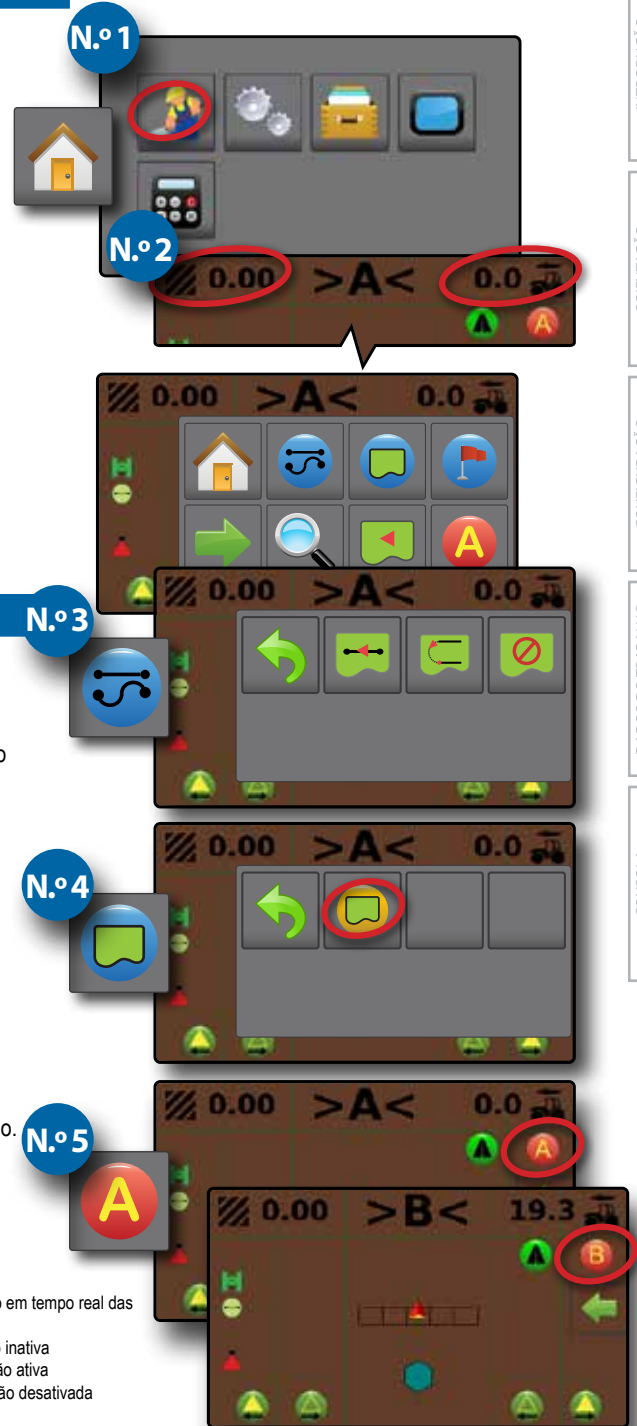 N.º 1
N.º 2
0.00 >A< 0.0
A
0.00 >A< 0.0
A
N.º 3
0.00 >A< 0.0
o
N.º 4
0.00 >A< 0.0
o.
N.º 5
A
0.00 >A< 0.0
A
0.00 >B< 19.3
B
o em tempo real das
o inativa
ão ativa
ão desativada